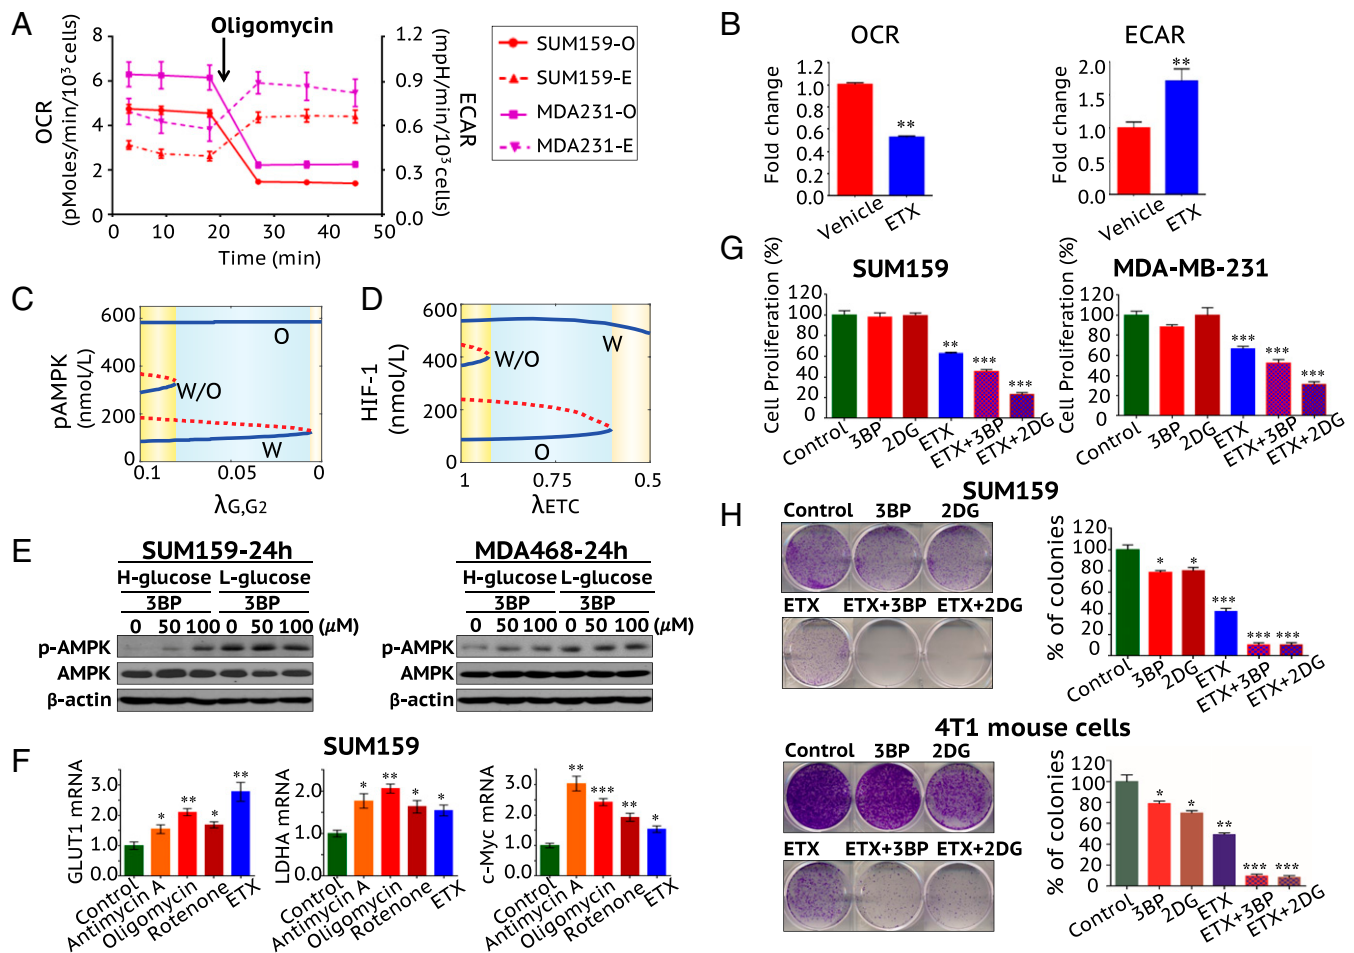 A
Oligomycin
OCR
(pMoles/min/10³ cells)
8
6
4
2
0
1.2
0.9
0.6
0.3
0.0
(mpH/min/10³ cells)
ECAR
0 10 20 30 40 50
Time (min)
SUM159-O
SUM159-E
MDA231-O
MDA231-E
B
OCR
Fold change
1.2
1.0
0.8
0.6
0.4
0.2
0.0
**
Vehicle
ETX
ECAR
Fold change
2.0
1.5
1.0
0.5
0.0
**
Vehicle
ETX
C
pAMPK
(nmol/L)
600
400
200
0
O
W/O
W
0.1 0.05 0
λG,G2
D
HIF-1
(nmol/L)
600
400
200
0
W
W/O
O
1 0.75 0.5
λETC
E
SUM159-24h
H-glucose L-glucose
3BP 3BP
0 50 100 0 50 100 (μM)
p-AMPK
AMPK
β-actin
MDA468-24h
H-glucose L-glucose
3BP 3BP
0 50 100 0 50 100 (μM)
p-AMPK
AMPK
β-actin
F
SUM159
GLUT1 mRNA
3.0
2.0
1.0
0.0
* ** * **
Control
Antimycin A
Oligomycin
Rotenone
ETX
LDHA mRNA
2.0
1.0
0.0
* ** * *
Control
Antimycin A
Oligomycin
Rotenone
ETX
c-Myc mRNA
3.0
2.0
1.0
0.0
** *** ** *
Control
Antimycin A
Oligomycin
Rotenone
ETX
G
SUM159
Cell Proliferation (%)
120
100
80
60
40
20
0
** *** ***
Control
3BP
2DG
ETX
ETX+3BP
ETX+2DG
MDA-MB-231
Cell Proliferation (%)
120
100
80
60
40
20
0
*** *** ***
Control
3BP
2DG
ETX
ETX+3BP
ETX+2DG
H
SUM159
Control 3BP 2DG
ETX ETX+3BP ETX+2DG
% of colonies
120
100
80
60
40
20
0
* * *** *** ***
Control
3BP
2DG
ETX
ETX+3BP
ETX+2DG
4T1 mouse cells
Control 3BP 2DG
ETX ETX+3BP ETX+2DG
% of colonies
120
100
80
60
40
20
0
* * ** *** ***
Control
3BP
2DG
ETX
ETX+3BP
ETX+2DG